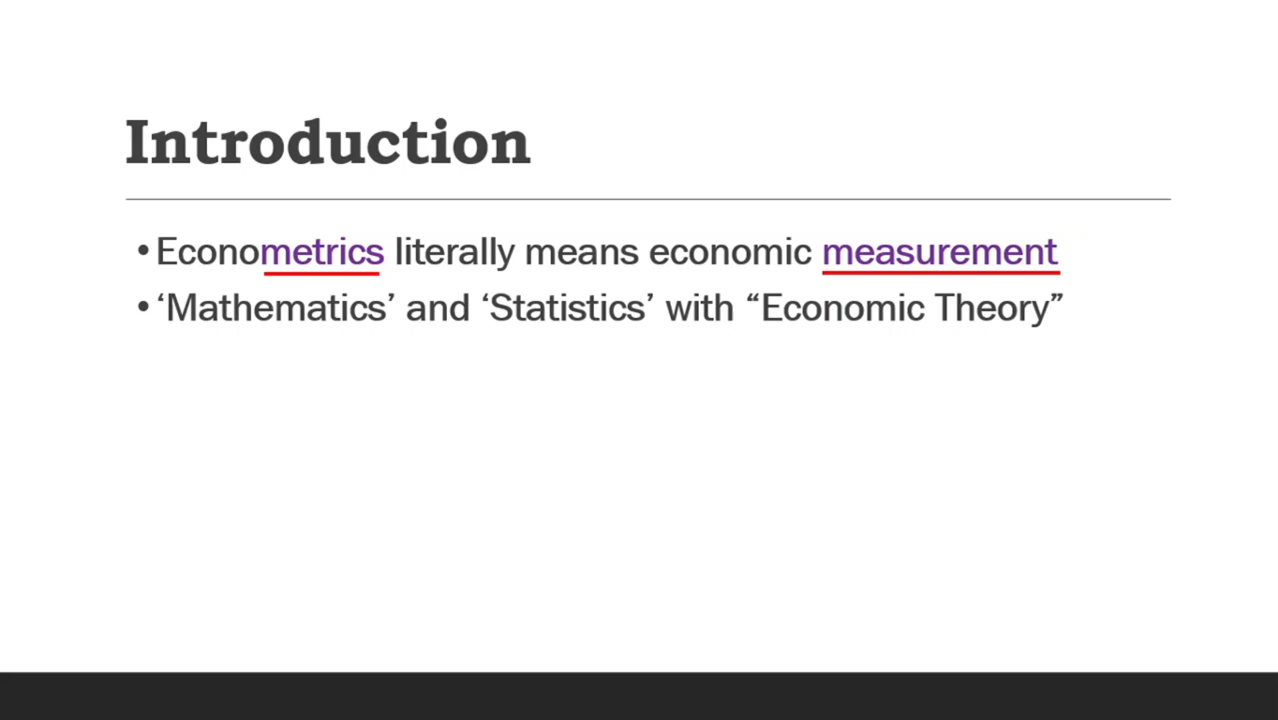 Introduction
• Econometrics literally means economic measurement
• ‘Mathematics’ and ‘Statistics’ with “Economic Theory”